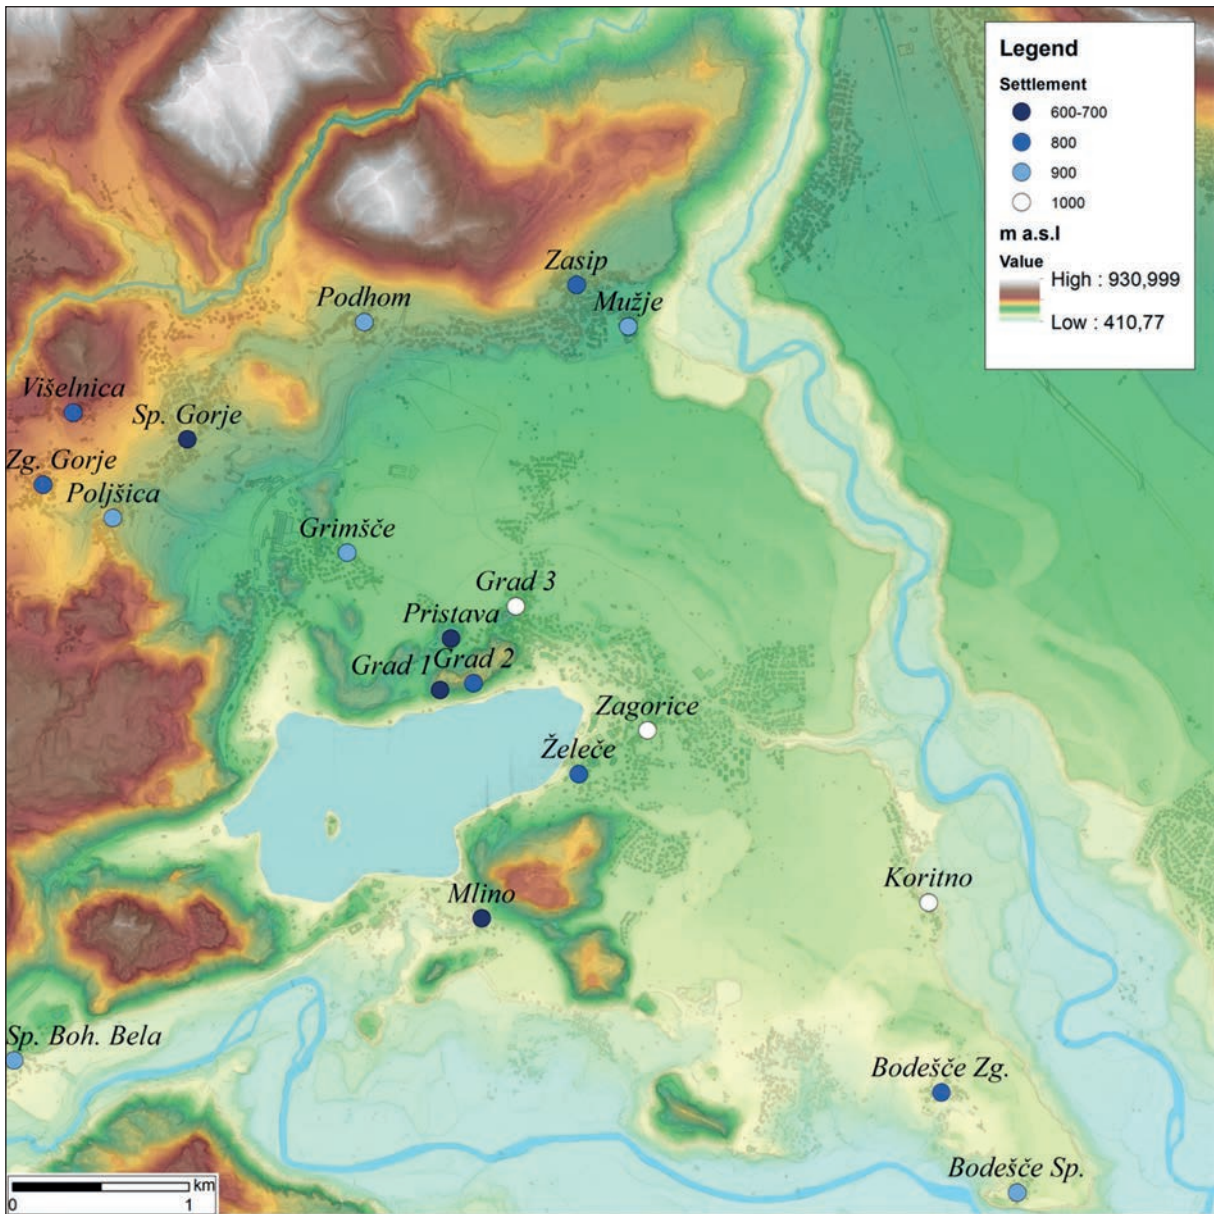 Legend
Settlement
600-700
800
900
1000
m a.s.l
Value
High : 930,999
Low : 410,77
Zasip
Podhom
Mužje
Višelnica
Sp. Gorje
Zg. Gorje
Poljšica
Grimšče
Grad 3
Pristava
Grad 1
Grad 2
Zagorice
Želeče
Koritno
Mlino
Sp. Boh. Bela
Bodešče Zg.
Bodešče Sp.
km
0 1